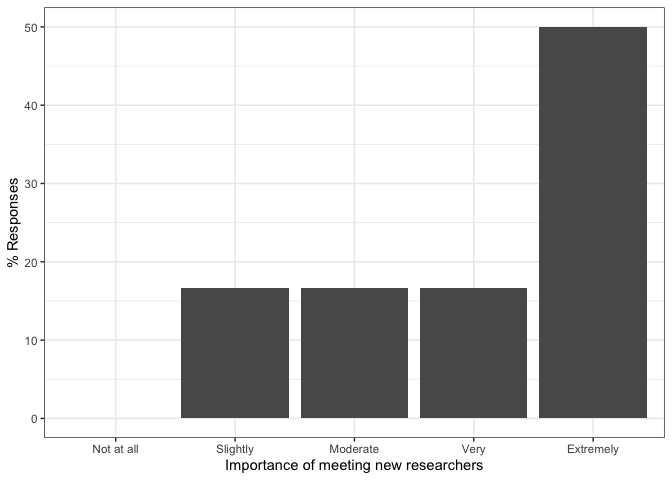 50
40
30
20
10
0
% Responses
Not at all Slightly Moderate Very Extremely
Importance of meeting new researchers